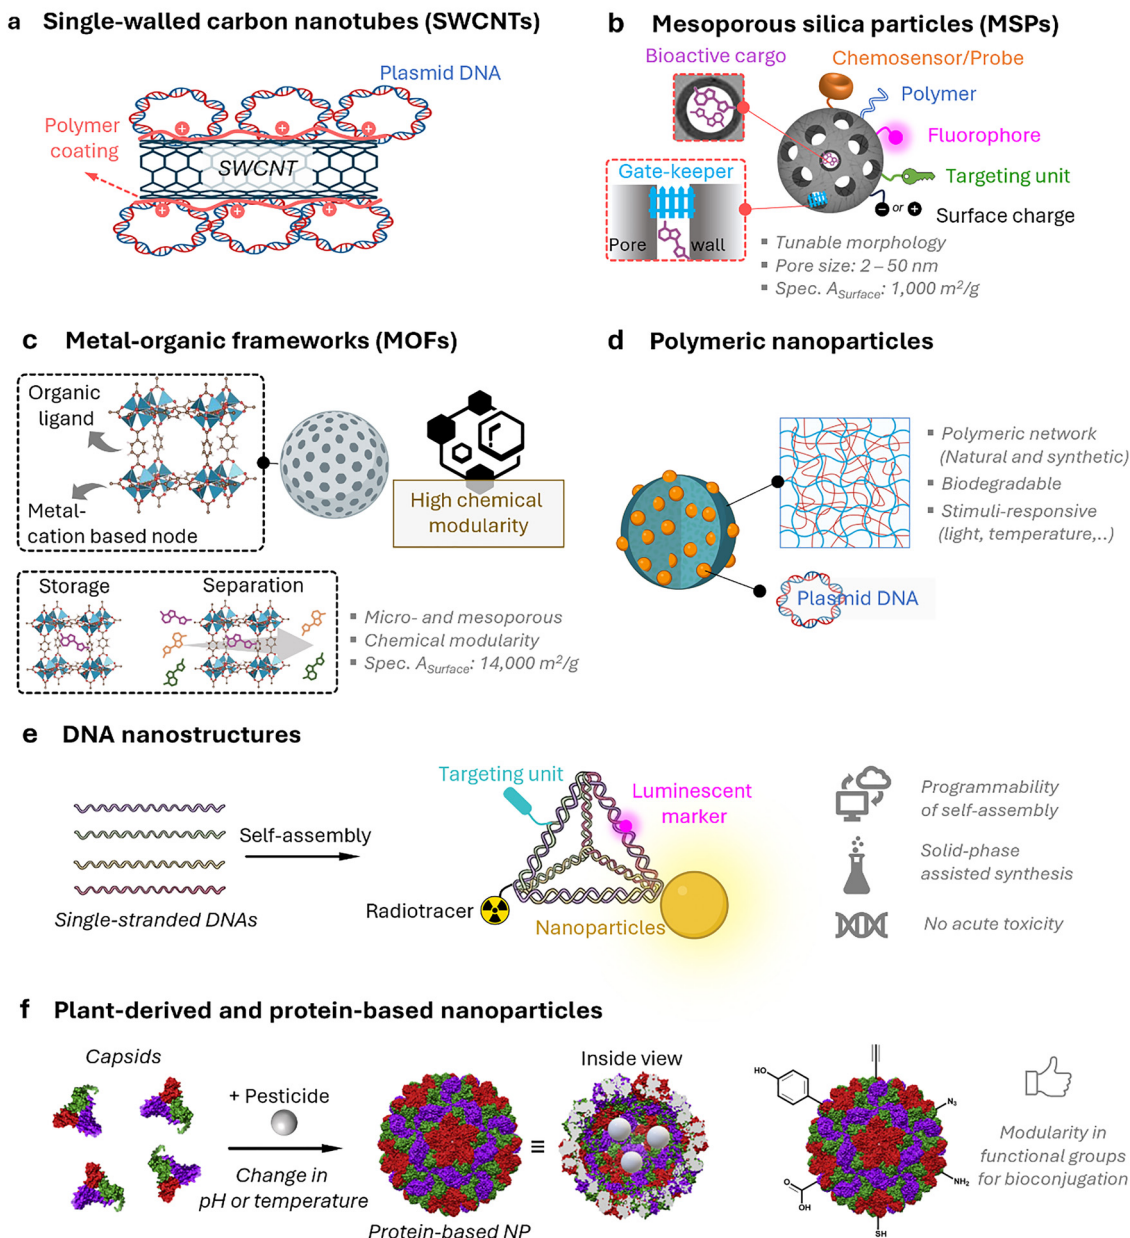 a Single-walled carbon nanotubes (SWCNTs)
Plasmid DNA
Polymer
coating
SWCNT
+ + +
+ + +
b Mesoporous silica particles (MSPs)
Bioactive cargo
Chemosensor/Probe
Polymer
Fluorophore
Gate-keeper
Targeting unit
− or +
Surface charge
Pore wall
▪ Tunable morphology
▪ Pore size: 2 – 50 nm
▪ Spec. A_Surface: 1,000 m²/g
c Metal-organic frameworks (MOFs)
Organic
ligand
Metal-
cation based node
High chemical
modularity
Storage
Separation
▪ Micro- and mesoporous
▪ Chemical modularity
▪ Spec. A_Surface: 14,000 m²/g
d Polymeric nanoparticles
▪ Polymeric network
(Natural and synthetic)
▪ Biodegradable
▪ Stimuli-responsive
(light, temperature,..)
Plasmid DNA
e DNA nanostructures
Single-stranded DNAs
Self-assembly
Targeting unit
Luminescent
marker
Radiotracer
Nanoparticles
Programmability
of self-assembly
Solid-phase
assisted synthesis
No acute toxicity
f Plant-derived and protein-based nanoparticles
Capsids
+ Pesticide
Change in
pH or temperature
Protein-based NP
≡
Inside view
HO
N₃
NH₂
O
OH
SH
Modularity in
functional groups
for bioconjugation